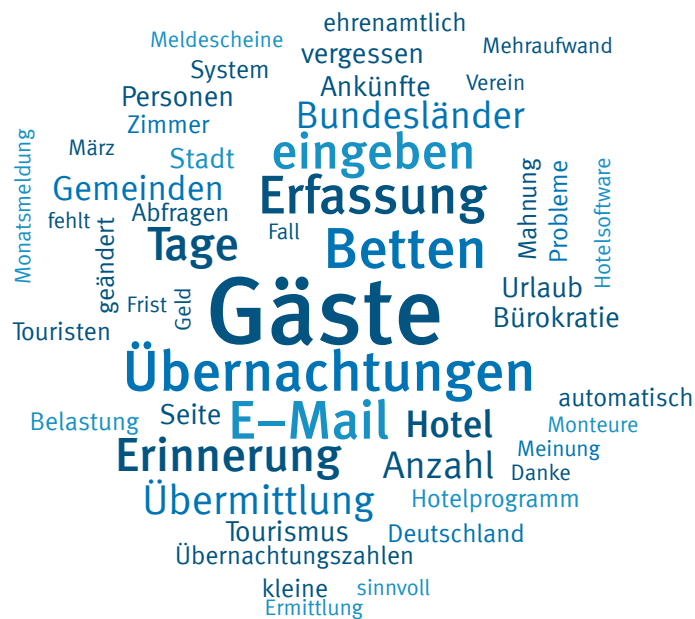 ehrenamtlich
Meldescheine
vergessen
Mehraufwand
System
Ankünfte
Verein
Personen
Bundesländer
Zimmer
März
Stadt
eingeben
Monatsmeldung
Gemeinden
Erfassung
Mahnung
Probleme
Hotelsoftware
fehlt
Abfragen
Fall
geändert
Tage
Betten
Urlaub
Frist
Geld
Gäste
Bürokratie
Touristen
Übernachtungen
automatisch
Belastung
Seite
E–Mail
Hotel
Monteure
Erinnerung
Anzahl
Meinung
Danke
Übermittlung
Hotelprogramm
Tourismus
Deutschland
Übernachtungszahlen
kleine
sinnvoll
Ermittlung